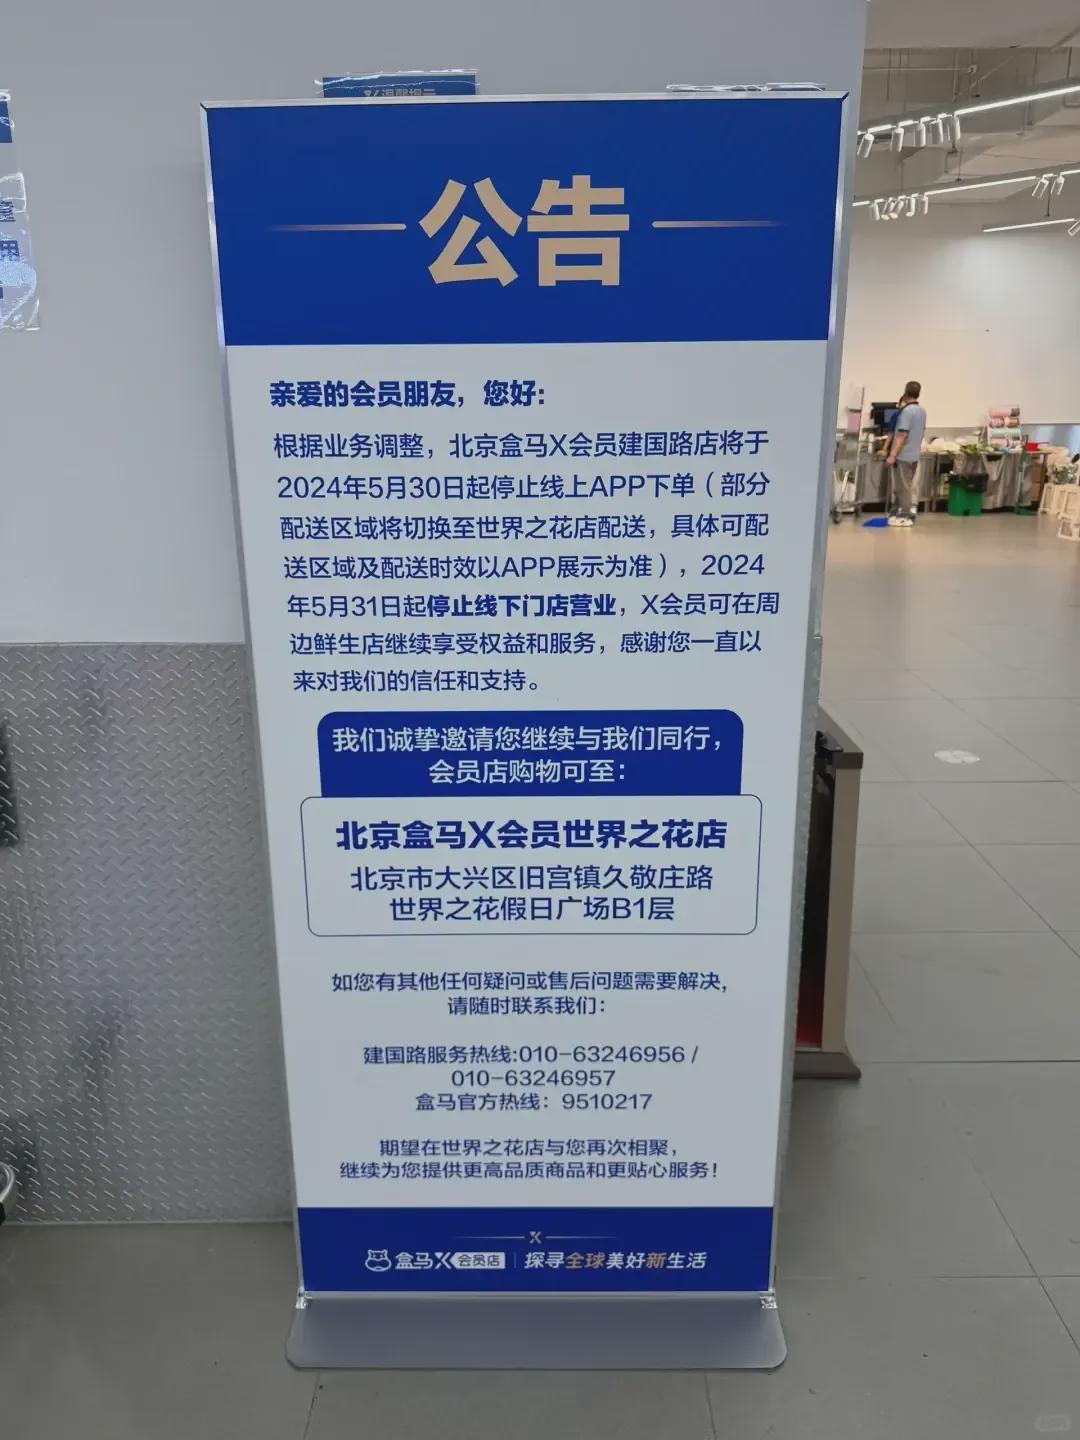 公告
亲爱的会员朋友，您好：
根据业务调整，北京盒马X会员建国路店将于
2024年5月30日起停止线上APP下单（部分
配送区域将切换至世界之花店配送，具体可配
送区域及配送时效以APP展示为准），2024
年5月31日起停止线下门店营业，X会员可在周
边鲜生店继续享受权益和服务，感谢您一直以
来对我们的信任和支持。
我们诚挚邀请您继续与我们同行，
会员店购物可至：
北京盒马X会员世界之花店
北京市大兴区旧宫镇久敬庄路
世界之花假日广场B1层
如您有其他任何疑问或售后问题需要解决，
请随时联系我们：
建国路服务热线:010-63246956 /
010-63246957
盒马官方热线：9510217
期望在世界之花店与您再次相聚，
继续为您提供更高品质商品和更贴心服务！
X
盒马X会员店 | 探寻全球美好新生活